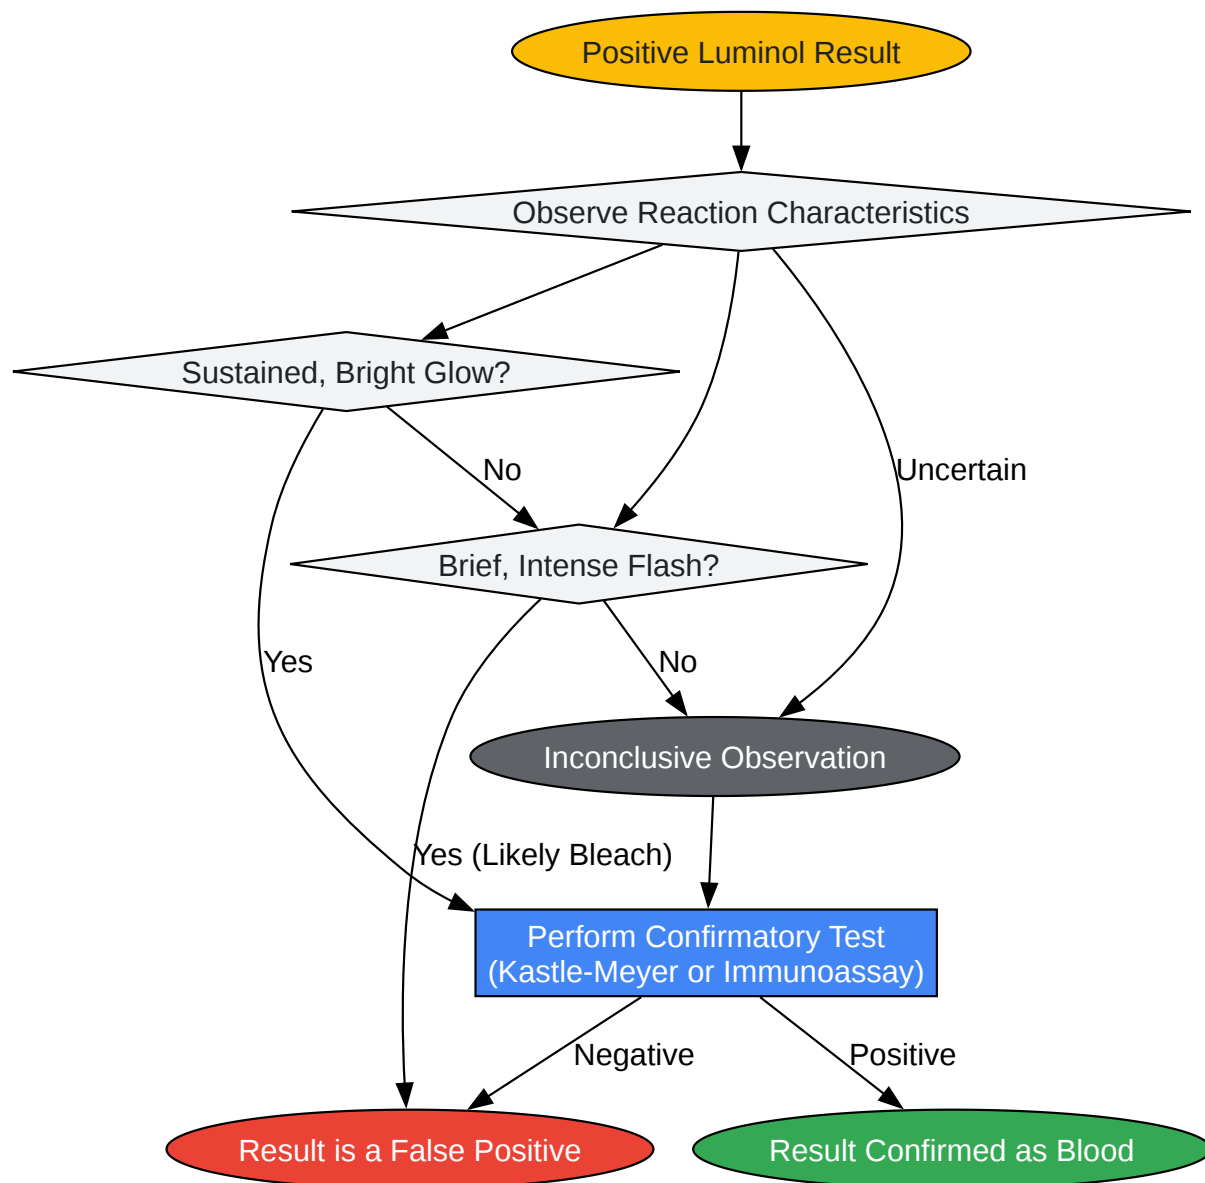 Positive Luminol Result
Observe Reaction Characteristics
Sustained, Bright Glow?
No
Uncertain
Brief, Intense Flash?
Yes
No
Inconclusive Observation
Yes (Likely Bleach)
Perform Confirmatory Test
(Kastle-Meyer or Immunoassay)
Negative
Positive
Result is a False Positive
Result Confirmed as Blood